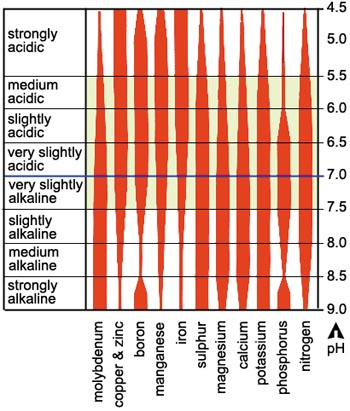 4.5
strongly
acidic
5.0
5.5
medium
acidic
6.0
slightly
acidic
6.5
very slightly
acidic
7.0
very slightly
alkaline
7.5
slightly
alkaline
8.0
medium
alkaline
8.5
strongly
alkaline
9.0
molybdenum
copper & zinc
boron
manganese
iron
sulphur
magnesium
calcium
potassium
phosphorus
nitrogen
pH